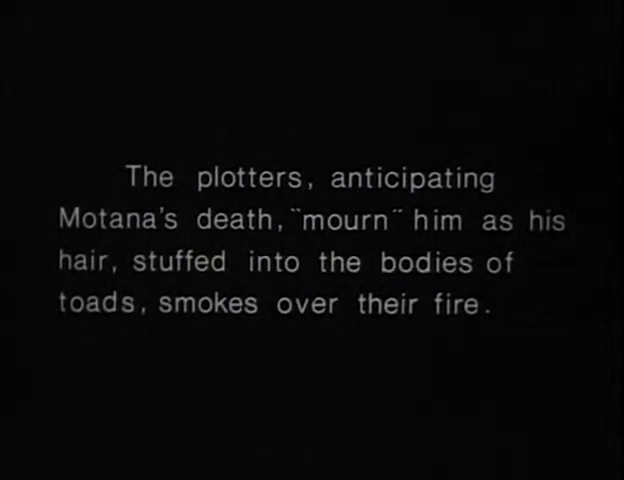 The plotters, anticipating
Motana's death, "mourn" him as his
hair, stuffed into the bodies of
toads, smokes over their fire.